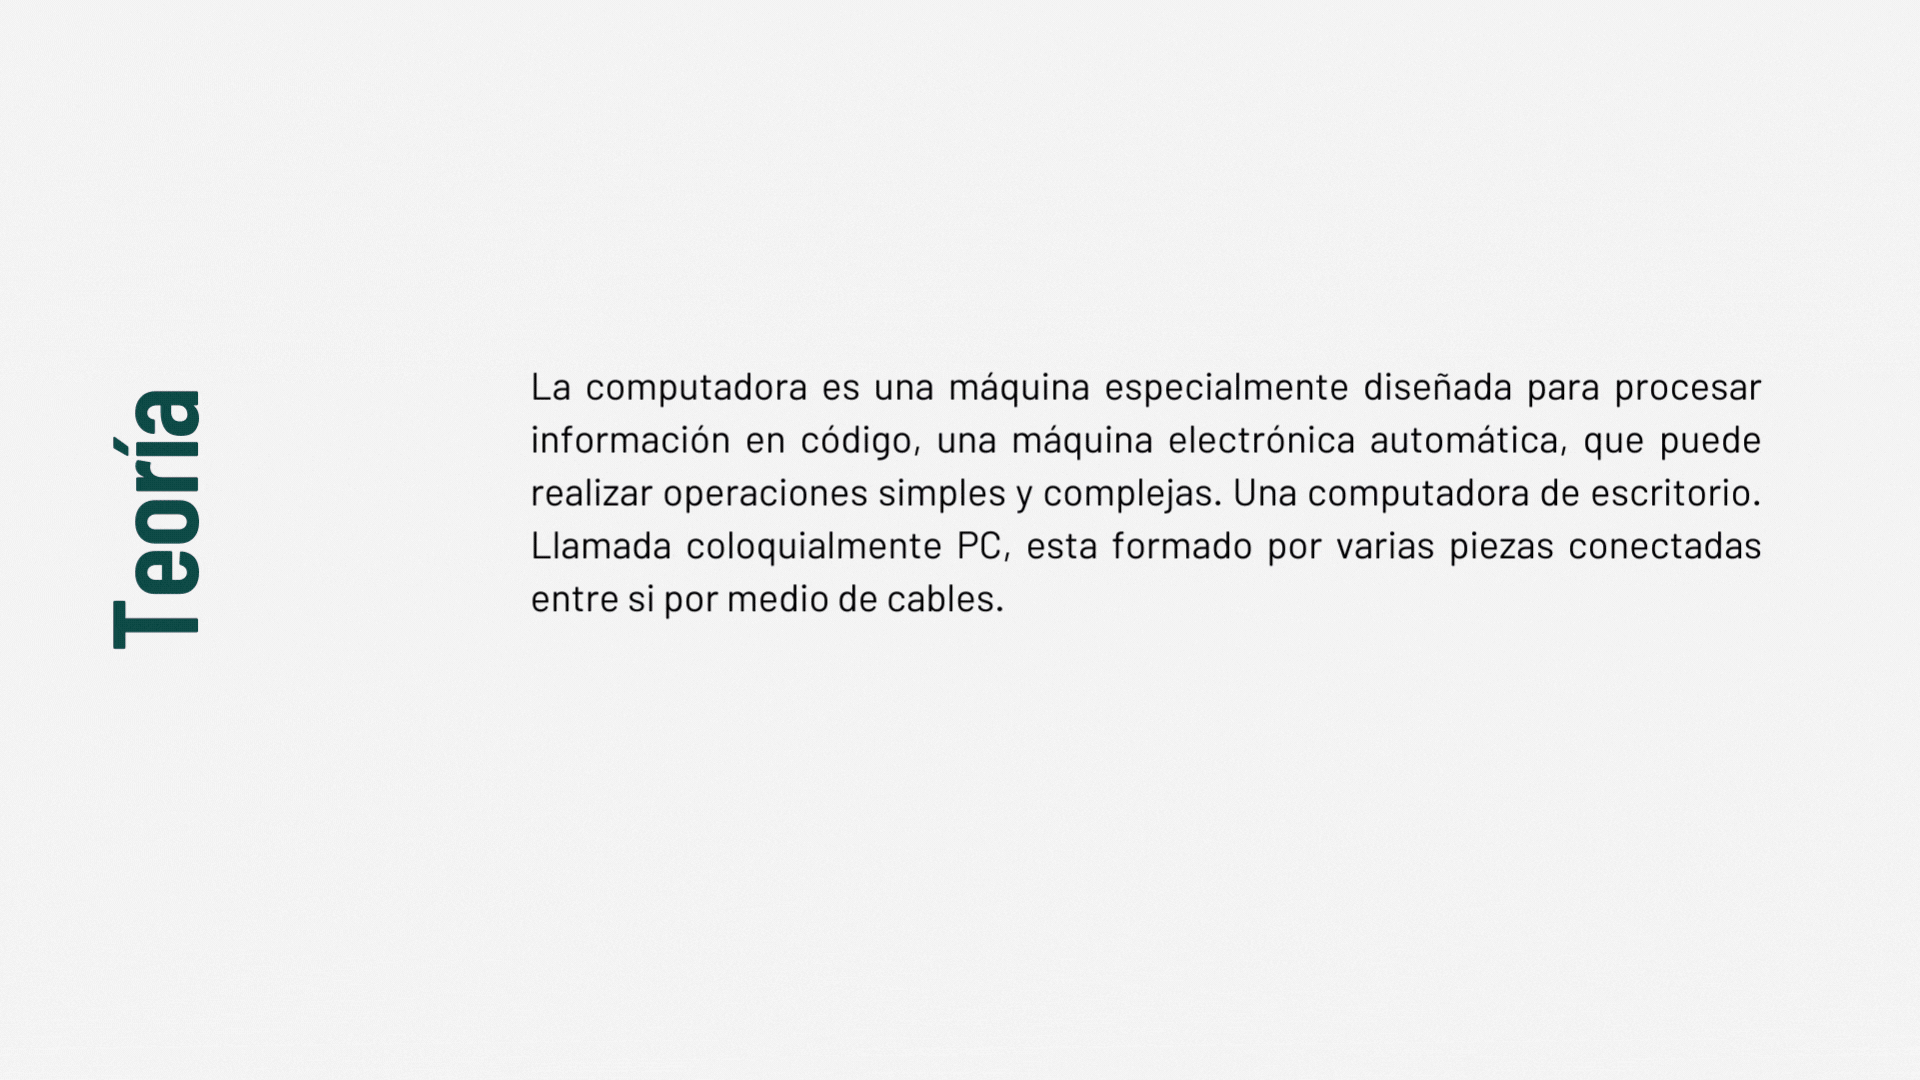 Teoría
La computadora es una máquina especialmente diseñada para procesar
información en código, una máquina electrónica automática, que puede
realizar operaciones simples y complejas. Una computadora de escritorio.
Llamada coloquialmente PC, esta formado por varias piezas conectadas
entre si por medio de cables.